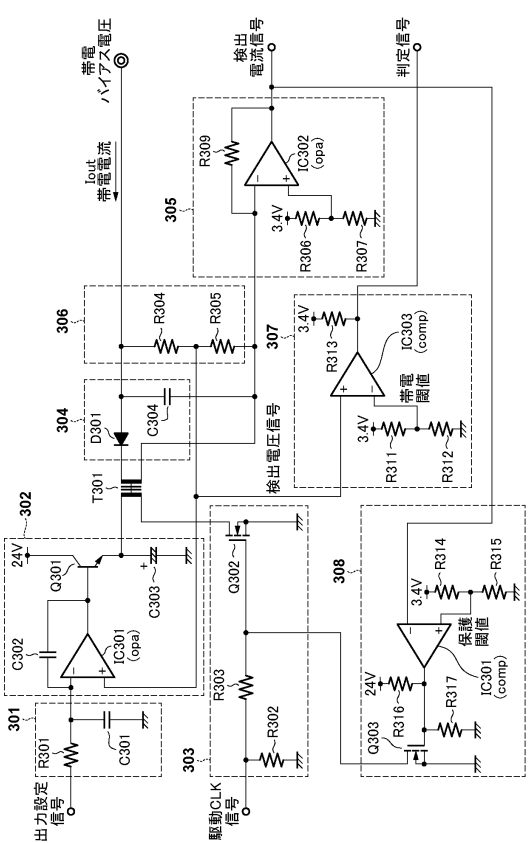 出力設定
信号
301
R301
C301
302
24V
Q301
C302
IC301
(opa)
C303
+
−
+
T301
304
D301
C304
306
R304
R305
Iout
帯電電流
帯電
バイアス電圧
305
R309
IC302
(opa)
−
+
3.4V
R306
R307
検出
電流信号
判定信号
307
3.4V
R313
IC303
(comp)
+
−
帯電
閾値
3.4V
R311
R312
検出電圧信号
駆動CLK
信号
303
R302
R303
Q302
308
3.4V
R314
R315
保護
閾値
−
+
IC301
(comp)
24V
R316
R317
Q303